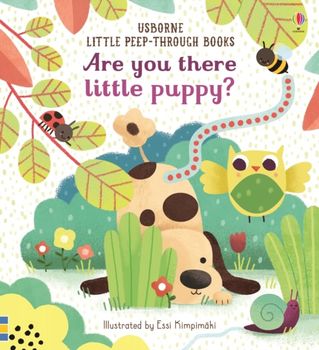 USBORNE
LITTLE PEEP-THROUGH BOOKS
Are you there
little puppy?
Illustrated by Essi Kimpimäki